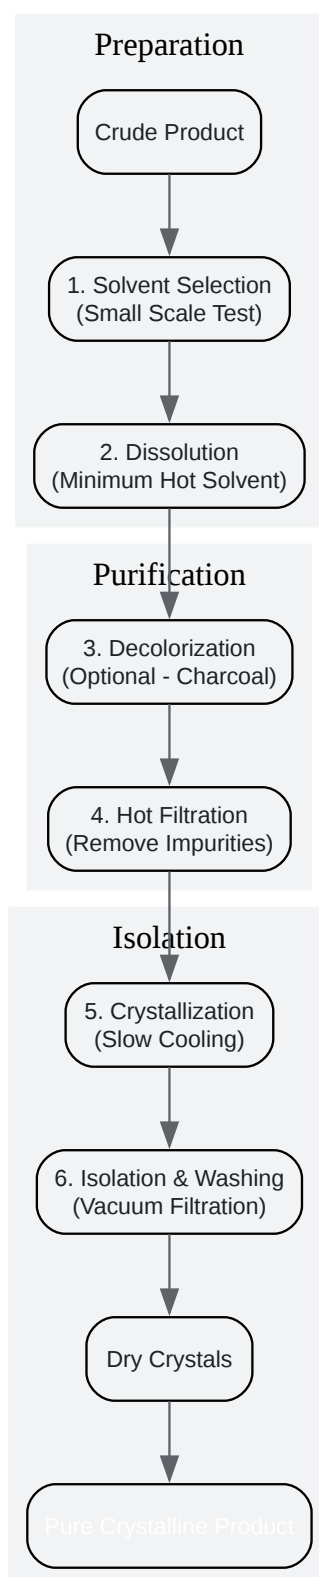 Preparation
Crude Product
1. Solvent Selection
(Small Scale Test)
2. Dissolution
(Minimum Hot Solvent)
Purification
3. Decolorization
(Optional - Charcoal)
4. Hot Filtration
(Remove Impurities)
Isolation
5. Crystallization
(Slow Cooling)
6. Isolation & Washing
(Vacuum Filtration)
Dry Crystals
Pure Crystalline Product